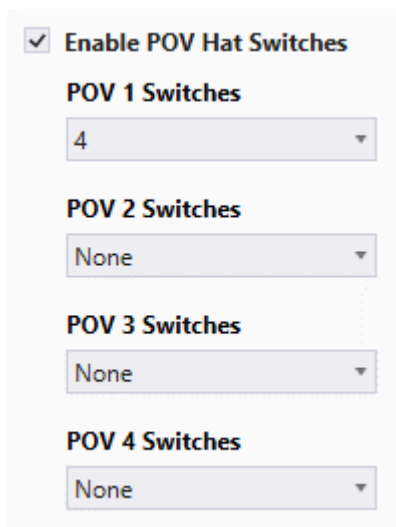 Enable POV Hat Switches
POV 1 Switches
4
POV 2 Switches
None
POV 3 Switches
None
POV 4 Switches
None